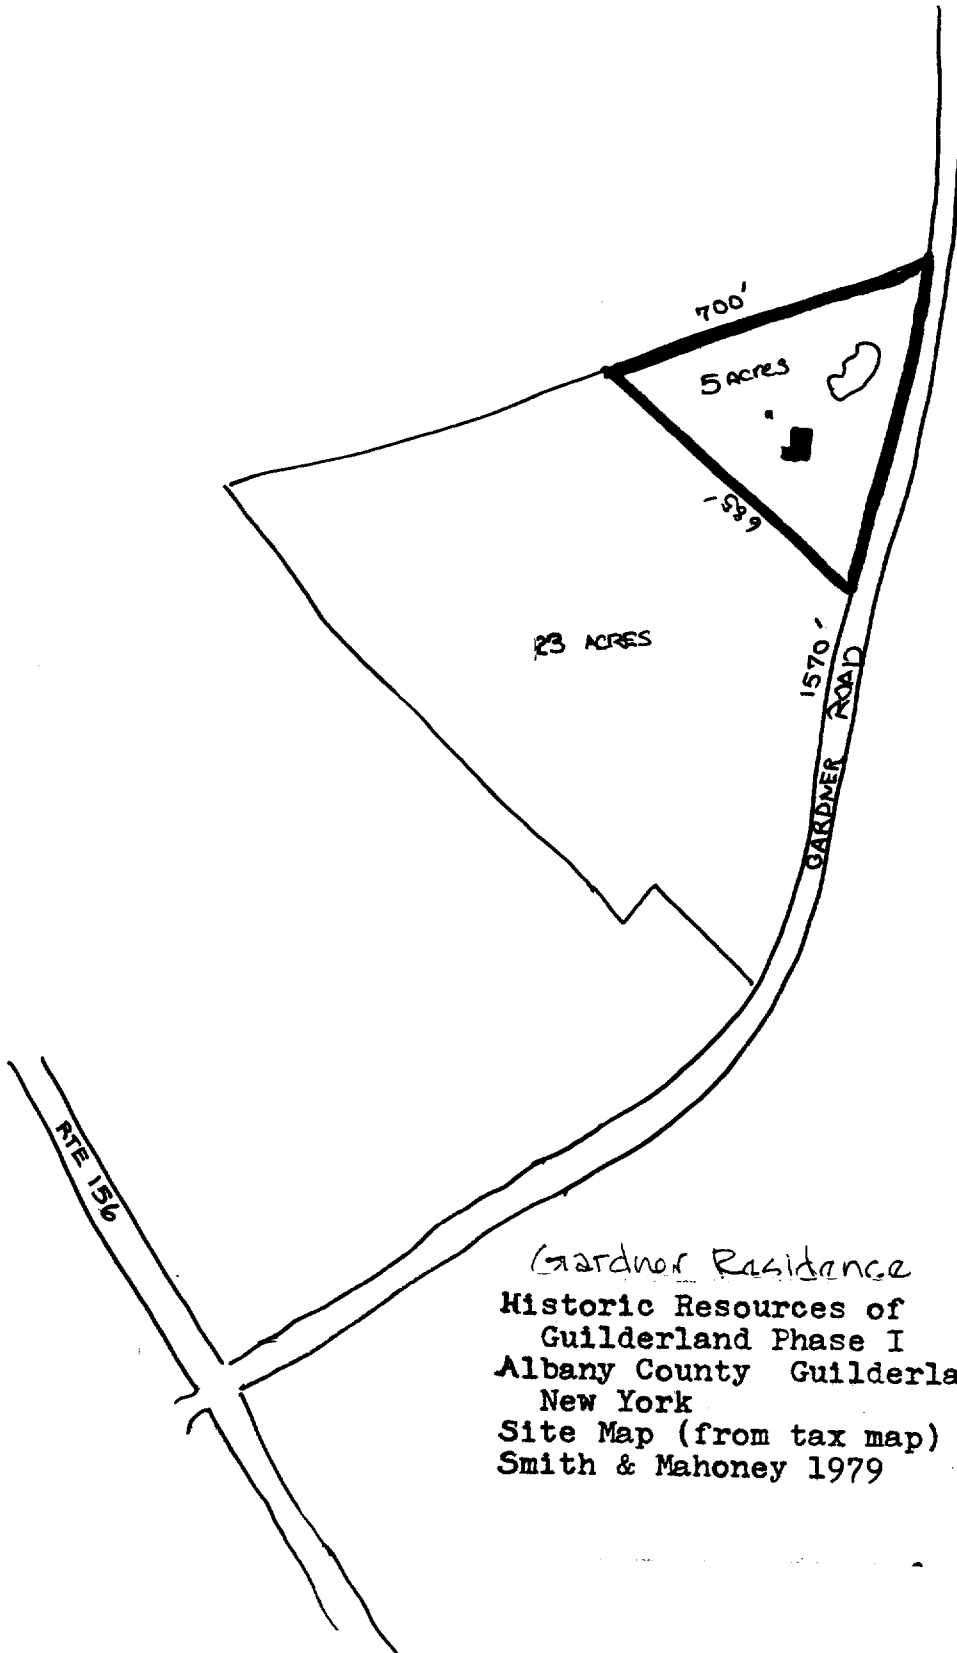 700'
5 Acres
685'
23 ACRES
1570'
GARDNER ROAD
RTE 156
Gardner Residence
Historic Resources of
Guilderland Phase I
Albany County Guilderla
New York
Site Map (from tax map)
Smith & Mahoney 1979